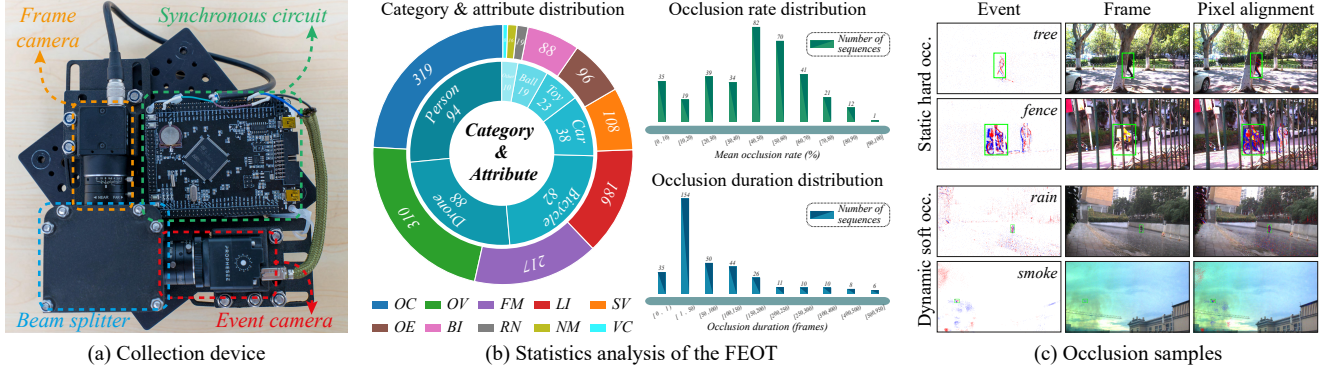 Frame
camera
Synchronous circuit
Beam splitter
Event camera
PROPHESEE
(a) Collection device
Category & attribute distribution
319
88
96
108
186
217
310
19
Person
94
Drone
88
Bicycle
82
Car
38
Toy
23
Ball
19
Category
&
Attribute
OC OV FM LI SV
OE BI RN NM VC
Occlusion rate distribution
Number of
sequences
35 19 39 34 82 70 41 21 12 1
Mean occlusion rate (%)
Occlusion duration distribution
Number of
sequences
35 154 50 44 26 11 10 10 8 6
Occlusion duration (frames)
(b) Statistics analysis of the FEOT
Event Frame Pixel alignment
Static hard occ.
tree
fence
Dynamic soft occ.
rain
smoke
(c) Occlusion samples